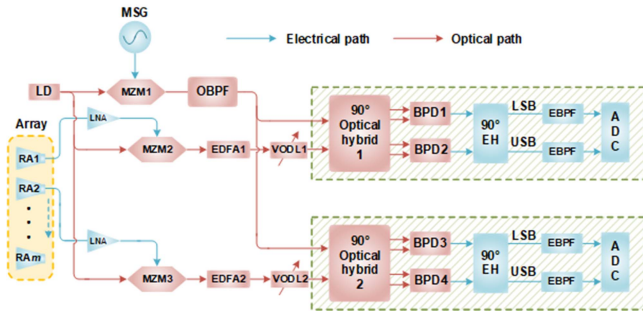 MSG
Electrical path
Optical path
LD
MZM1
OBPF
Array
LNA
RA1
MZM2
EDFA1
VODL1
RA2
LNA
RAm
MZM3
EDFA2
VODL2
90°
Optical
hybrid
1
BPD1
BPD2
90°
EH
LSB
USB
EBPF
EBPF
A
D
C
90°
Optical
hybrid
2
BPD3
BPD4
90°
EH
LSB
USB
EBPF
EBPF
A
D
C